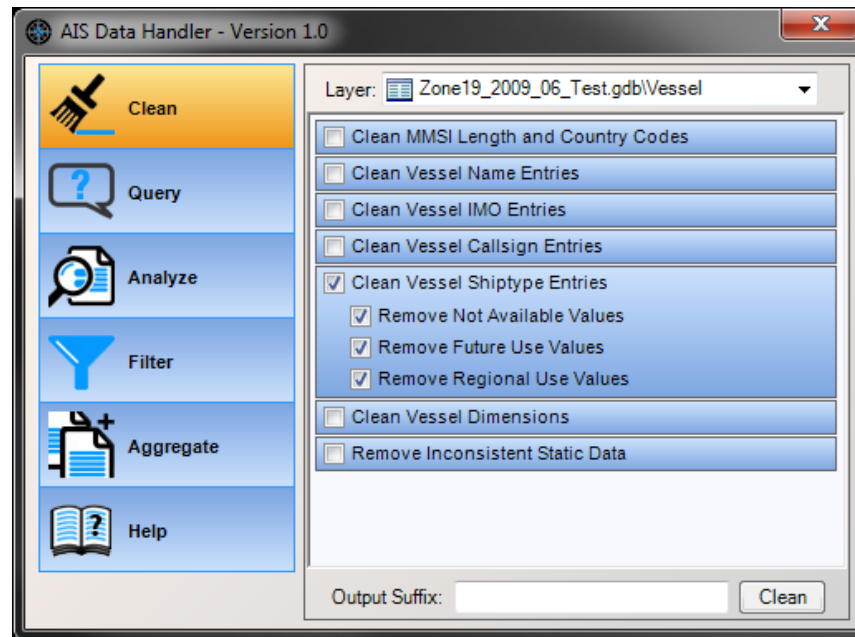 AIS Data Handler - Version 1.0
Clean
Query
Analyze
Filter
Aggregate
Help
Layer: Zone19_2009_06_Test.gdb\Vessel
Clean MMSI Length and Country Codes
Clean Vessel Name Entries
Clean Vessel IMO Entries
Clean Vessel Callsign Entries
Clean Vessel Shiptype Entries
Remove Not Available Values
Remove Future Use Values
Remove Regional Use Values
Clean Vessel Dimensions
Remove Inconsistent Static Data
Output Suffix:
Clean